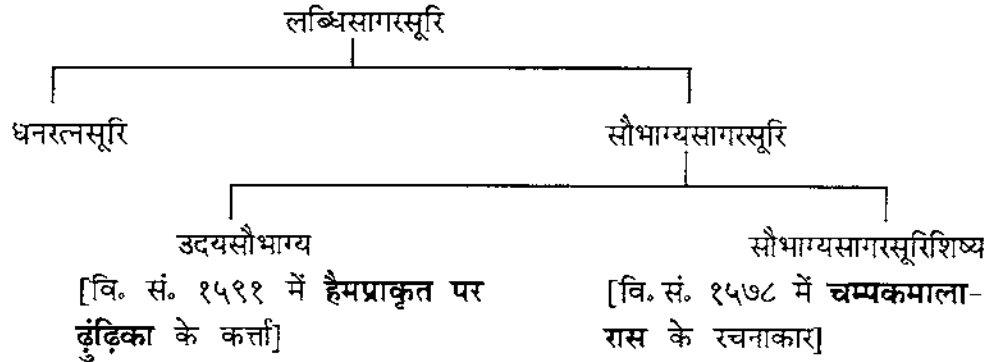 लब्धिसागरसूरि
धनरत्नसूरि सौभाग्यसागरसूरि
उदयसौभाग्य सौभाग्यसागरसूरिशिष्य
[वि. सं. १५९१ में हैमप्राकृत पर [वि. सं. १५७८ में चम्पकमाला-
ढुंढिका के कर्त्ता] रास के रचनाकार]